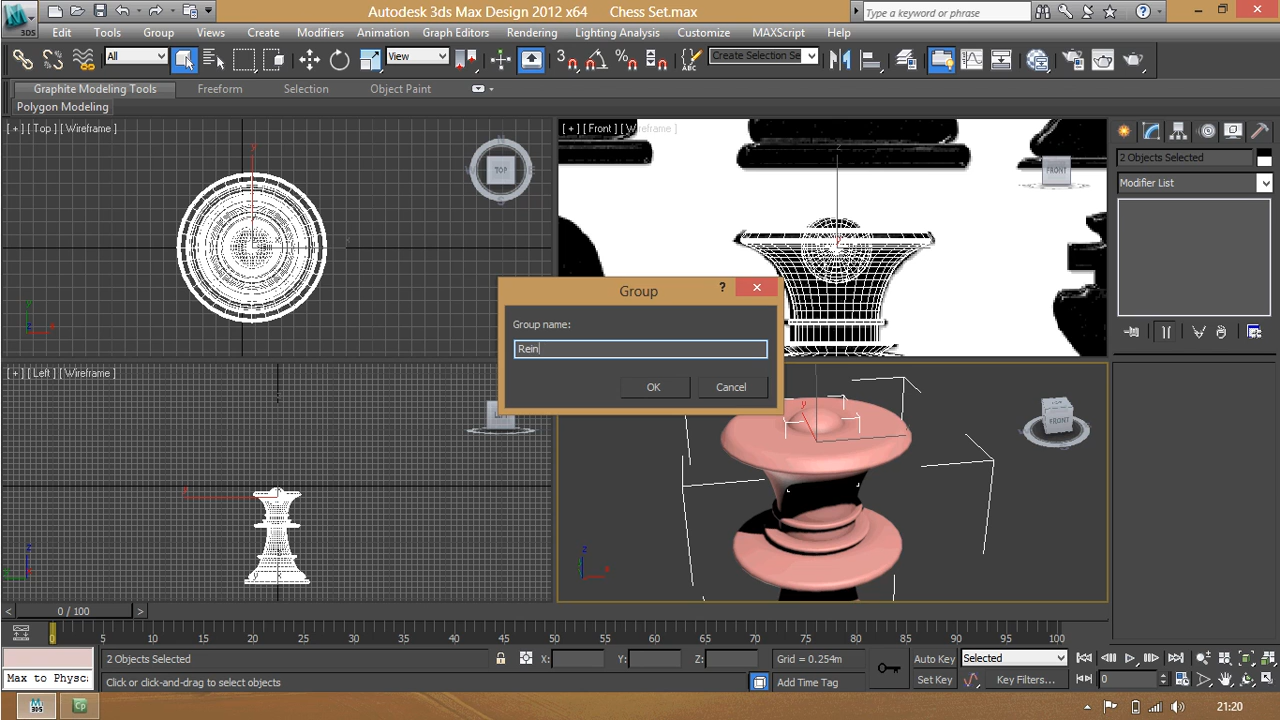 Autodesk 3ds Max Design 2012 x64 Chess Set.max
Type a keyword or phrase
3DS
Edit Tools Group Views Create Modifiers Animation Graph Editors Rendering Lighting Analysis Customize MAXScript Help
All View Create Selection Se
Graphite Modeling Tools Freeform Selection Object Paint
Polygon Modeling
[ + ] [ Top ] [ Wireframe ]
TOP
[ + ] [ Front ] [ Wireframe ]
FRONT
2 Objects Selected
Modifier List
Group
?
Group name:
Rein
OK Cancel
[ + ] [ Left ] [ Wireframe ]
FRONT
< 0 / 100 >
0 5 10 15 20 25 30 35 40 45 50 55 60 65 70 75 80 85 90 95 100
2 Objects Selected X: Y: Z: Grid = 0.254m Auto Key Selected
Max to Physc
Click or click-and-drag to select objects Add Time Tag Set Key Key Filters... 0
3DS Cp 21:20